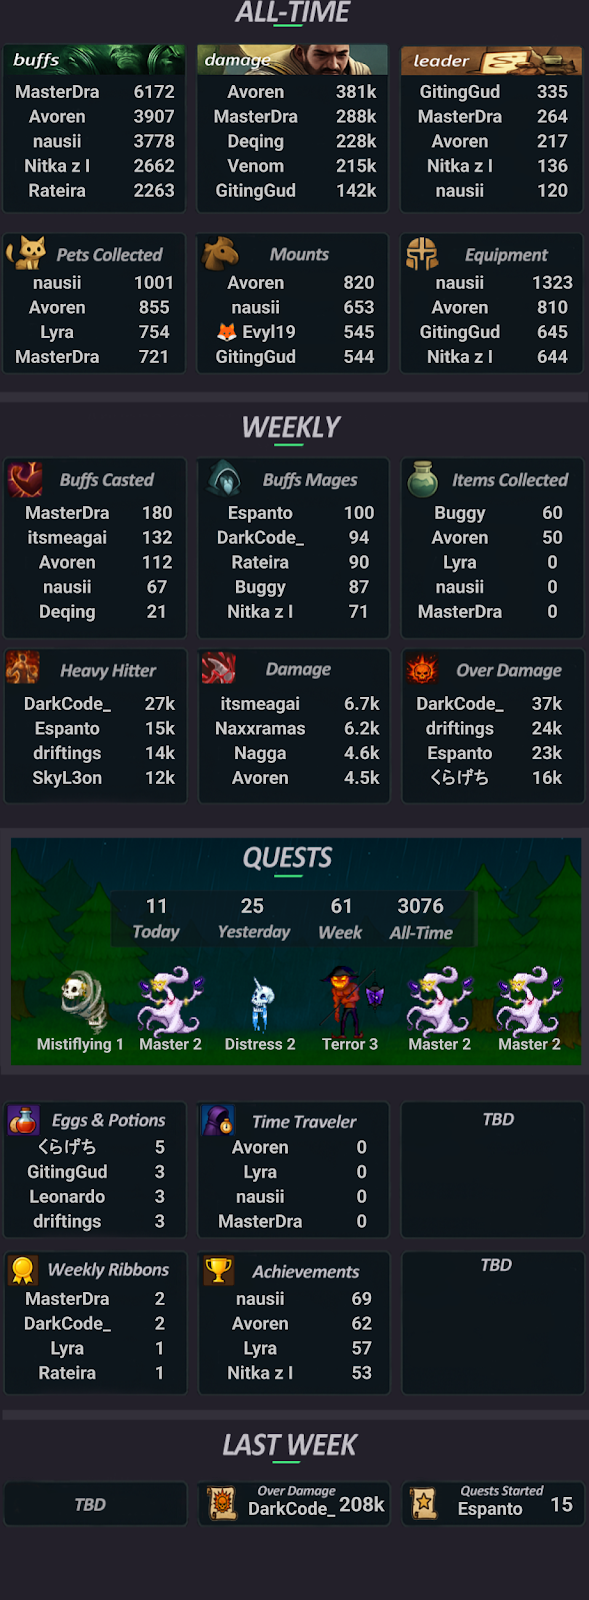 ALL-TIME
buffs damage leader
MasterDra 6172 Avoren 381k GitingGud 335
Avoren 3907 MasterDra 288k MasterDra 264
nausii 3778 Deqing 228k Avoren 217
Nitka z I 2662 Venom 215k Nitka z I 136
Rateira 2263 GitingGud 142k nausii 120
Pets Collected Mounts Equipment
nausii 1001 Avoren 820 nausii 1323
Avoren 855 nausii 653 Avoren 810
Lyra 754 🦊 Evyl19 545 GitingGud 645
MasterDra 721 GitingGud 544 Nitka z I 644
WEEKLY
Buffs Casted Buffs Mages Items Collected
MasterDra 180 Espanto 100 Buggy 60
itsmeagai 132 DarkCode_ 94 Avoren 50
Avoren 112 Rateira 90 Lyra 0
nausii 67 Buggy 87 nausii 0
Deqing 21 Nitka z I 71 MasterDra 0
Heavy Hitter Damage Over Damage
DarkCode_ 27k itsmeagai 6.7k DarkCode_ 37k
Espanto 15k Naxxramas 6.2k driftings 24k
driftings 14k Nagga 4.6k Espanto 23k
SkyL3on 12k Avoren 4.5k くらげち 16k
QUESTS
11 25 61 3076
Today Yesterday Week All-Time
Mistiflying 1 Master 2 Distress 2 Terror 3 Master 2 Master 2
Eggs & Potions Time Traveler TBD
くらげち 5 Avoren 0
GitingGud 3 Lyra 0
Leonardo 3 nausii 0
driftings 3 MasterDra 0
Weekly Ribbons Achievements TBD
MasterDra 2 nausii 69
DarkCode_ 2 Avoren 62
Lyra 1 Lyra 57
Rateira 1 Nitka z I 53
LAST WEEK
TBD Over Damage Quests Started
DarkCode_ 208k Espanto 15